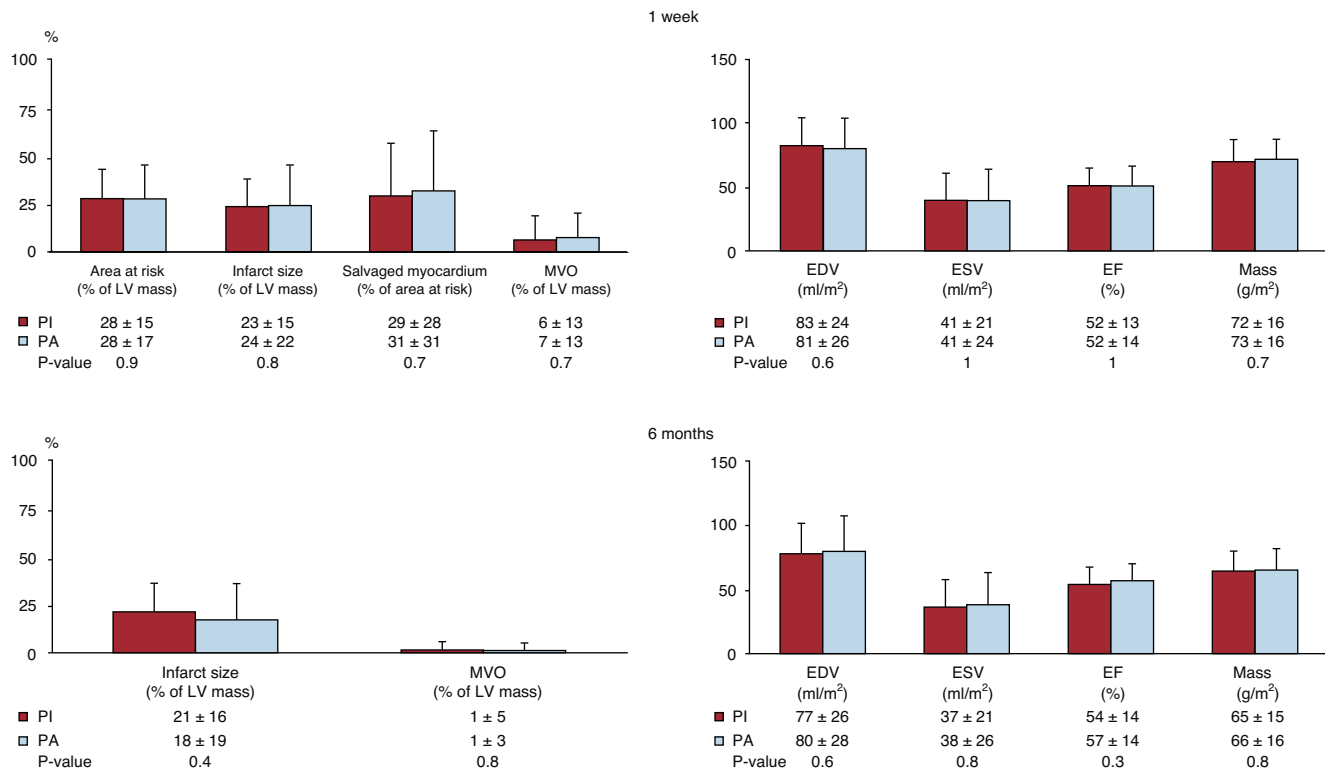 1 week
%
100
75
50
25
0
Area at risk Infarct size Salvaged myocardium MVO
(% of LV mass) (% of LV mass) (% of area at risk) (% of LV mass)
PI 28 ± 15 23 ± 15 29 ± 28 6 ± 13
PA 28 ± 17 24 ± 22 31 ± 31 7 ± 13
P-value 0.9 0.8 0.7 0.7
150
100
50
0
EDV ESV EF Mass
(ml/m²) (ml/m²) (%) (g/m²)
PI 83 ± 24 41 ± 21 52 ± 13 72 ± 16
PA 81 ± 26 41 ± 24 52 ± 14 73 ± 16
P-value 0.6 1 1 0.7
6 months
%
100
75
50
25
0
Infarct size MVO
(% of LV mass) (% of LV mass)
PI 21 ± 16 1 ± 5
PA 18 ± 19 1 ± 3
P-value 0.4 0.8
150
100
50
0
EDV ESV EF Mass
(ml/m²) (ml/m²) (%) (g/m²)
PI 77 ± 26 37 ± 21 54 ± 14 65 ± 15
PA 80 ± 28 38 ± 26 57 ± 14 66 ± 16
P-value 0.6 0.8 0.3 0.8